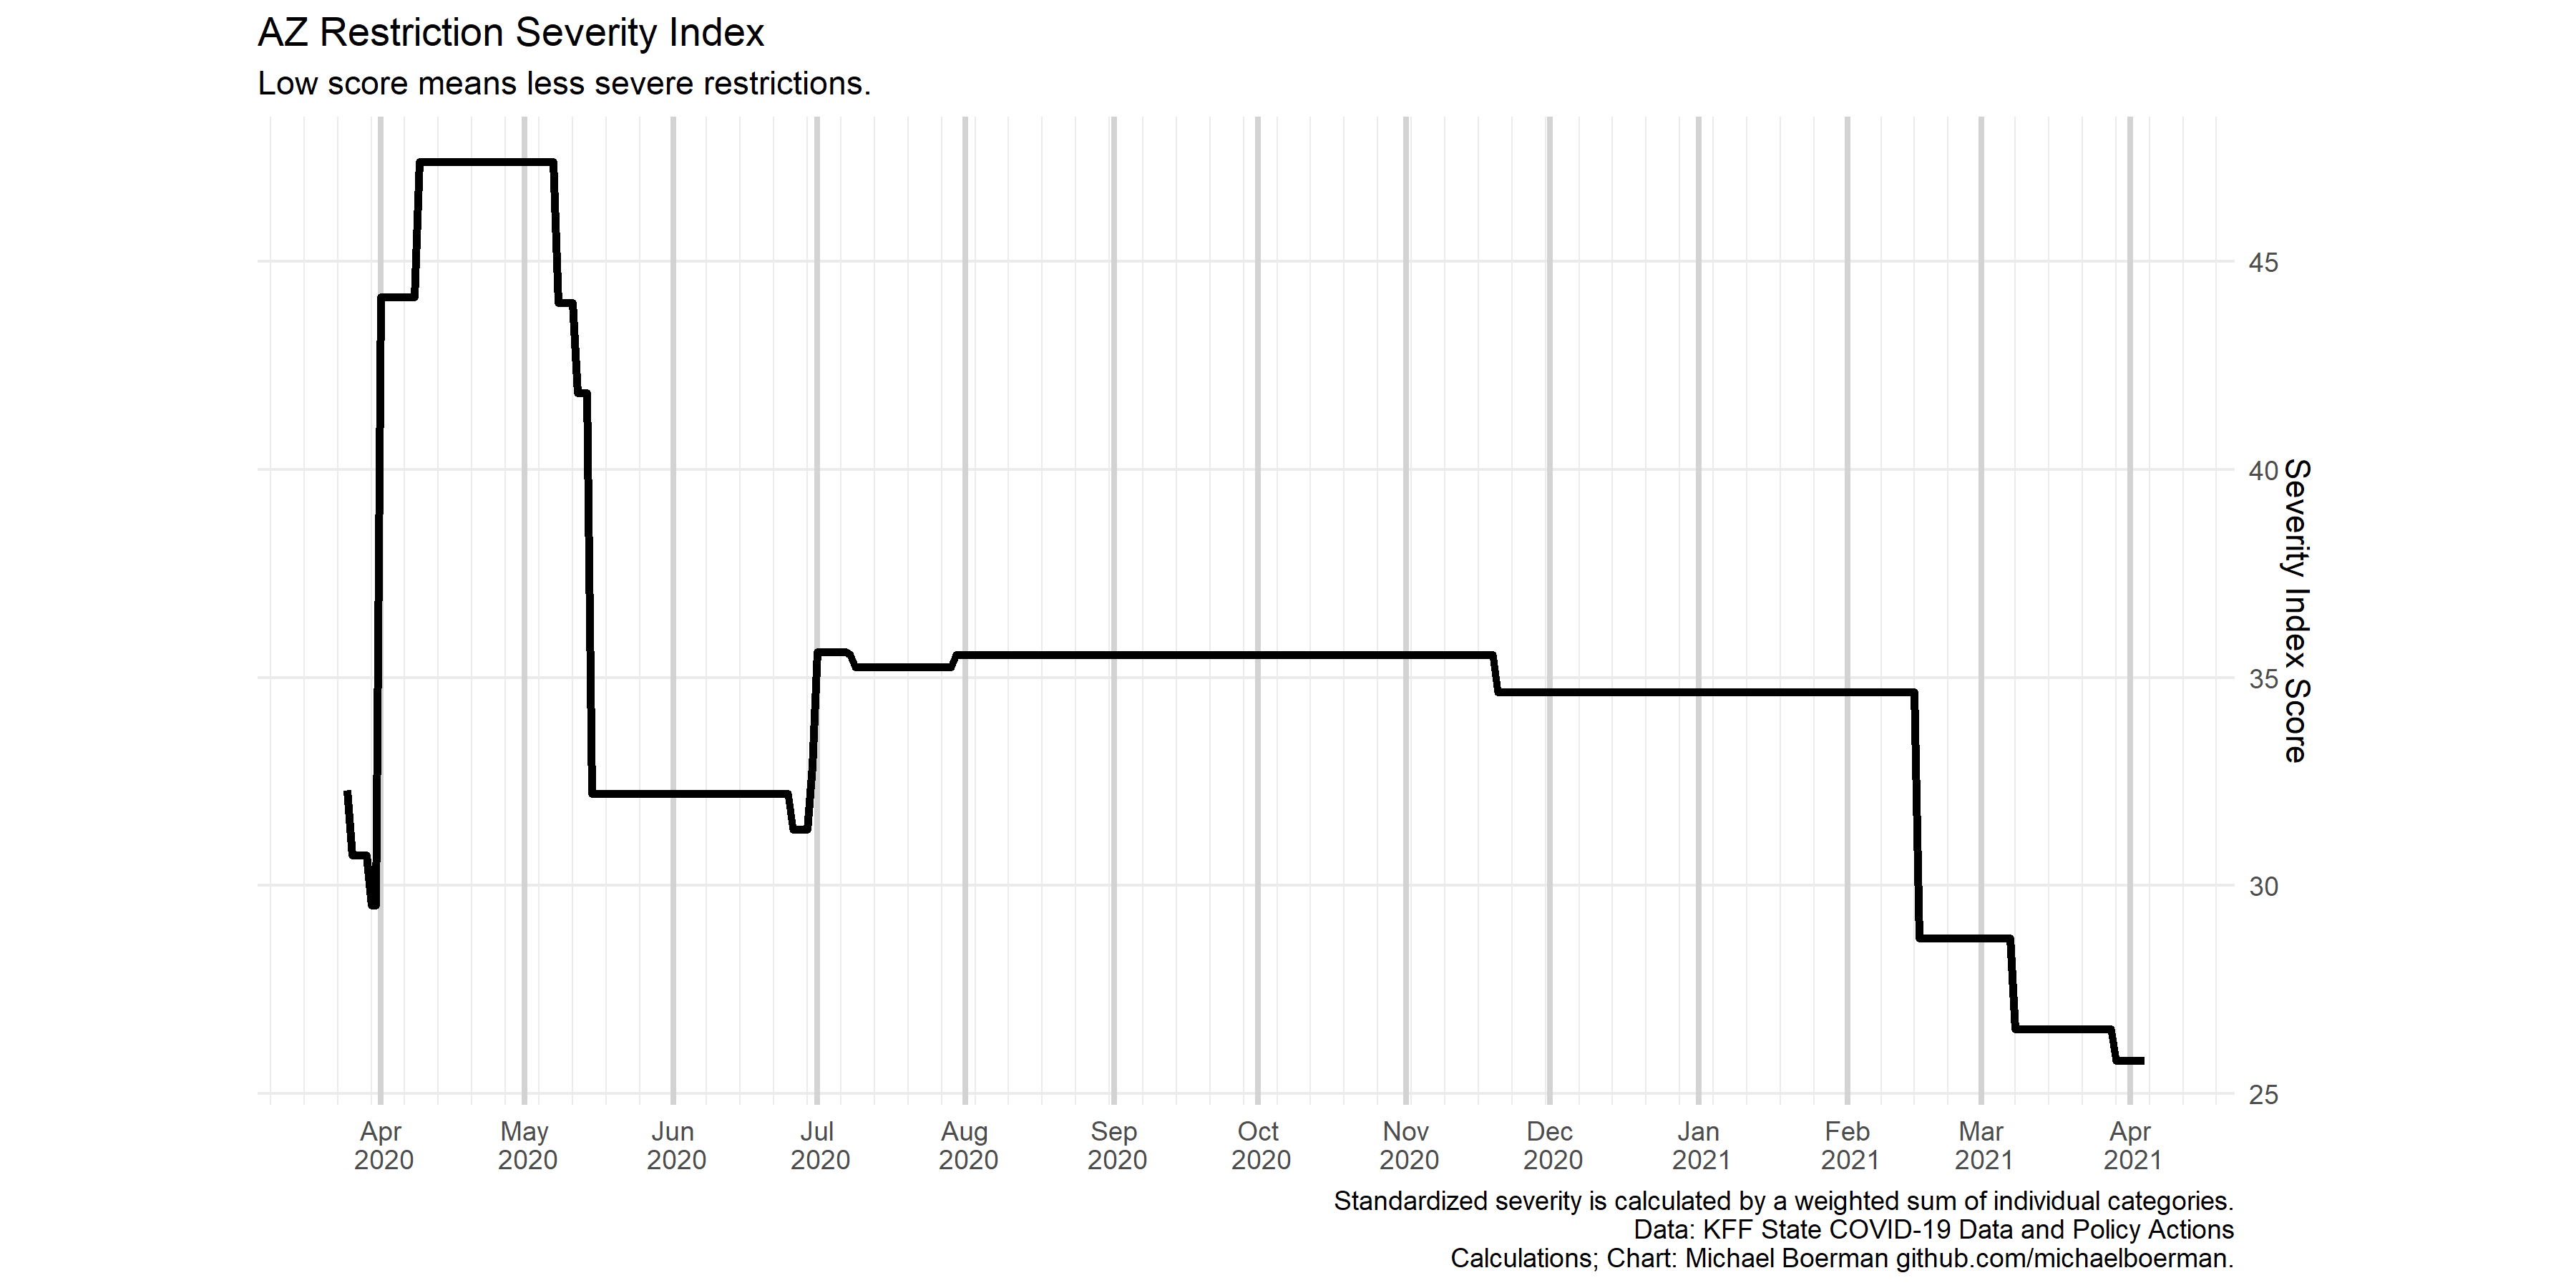 AZ Restriction Severity Index
Low score means less severe restrictions.
45
40
35
30
25
Severity Index Score
Apr 2020
May 2020
Jun 2020
Jul 2020
Aug 2020
Sep 2020
Oct 2020
Nov 2020
Dec 2020
Jan 2021
Feb 2021
Mar 2021
Apr 2021
Standardized severity is calculated by a weighted sum of individual categories.
Data: KFF State COVID-19 Data and Policy Actions
Calculations; Chart: Michael Boerman github.com/michaelboerman.